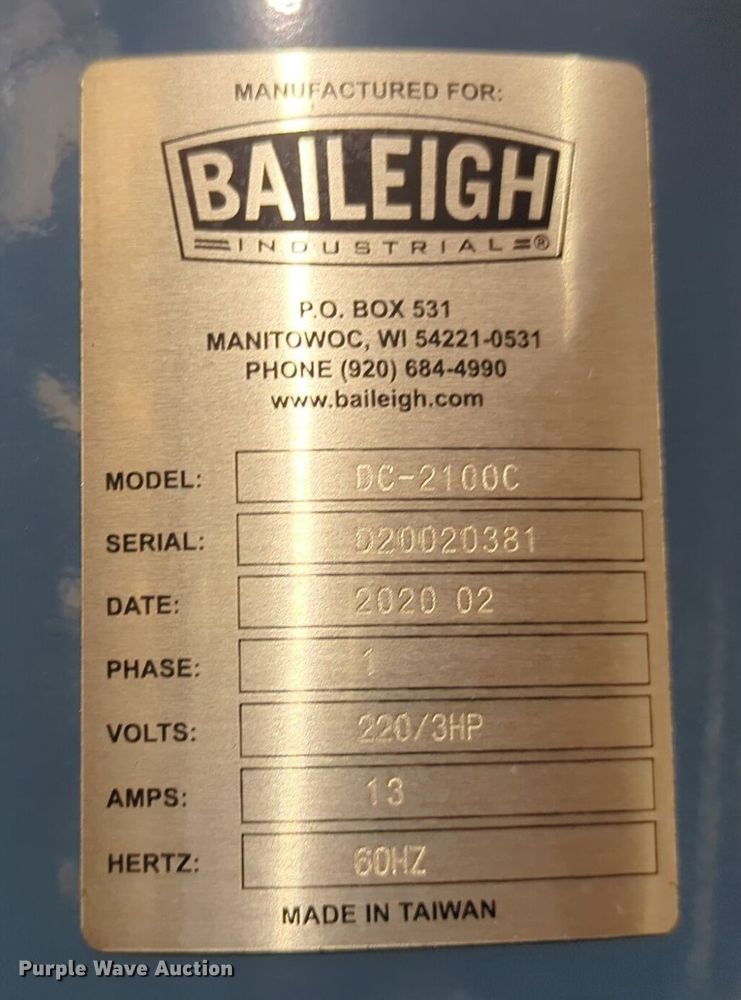 MANUFACTURED FOR:
BAILEIGH
INDUSTRIAL®
P.O. BOX 531
MANITOWOC, WI 54221-0531
PHONE (920) 684-4990
www.baileigh.com
MODEL: DC-2100C
SERIAL: D20020381
DATE: 2020 02
PHASE: 1
VOLTS: 220/3HP
AMPS: 13
HERTZ: 60HZ
MADE IN TAIWAN
Purple Wave Auction